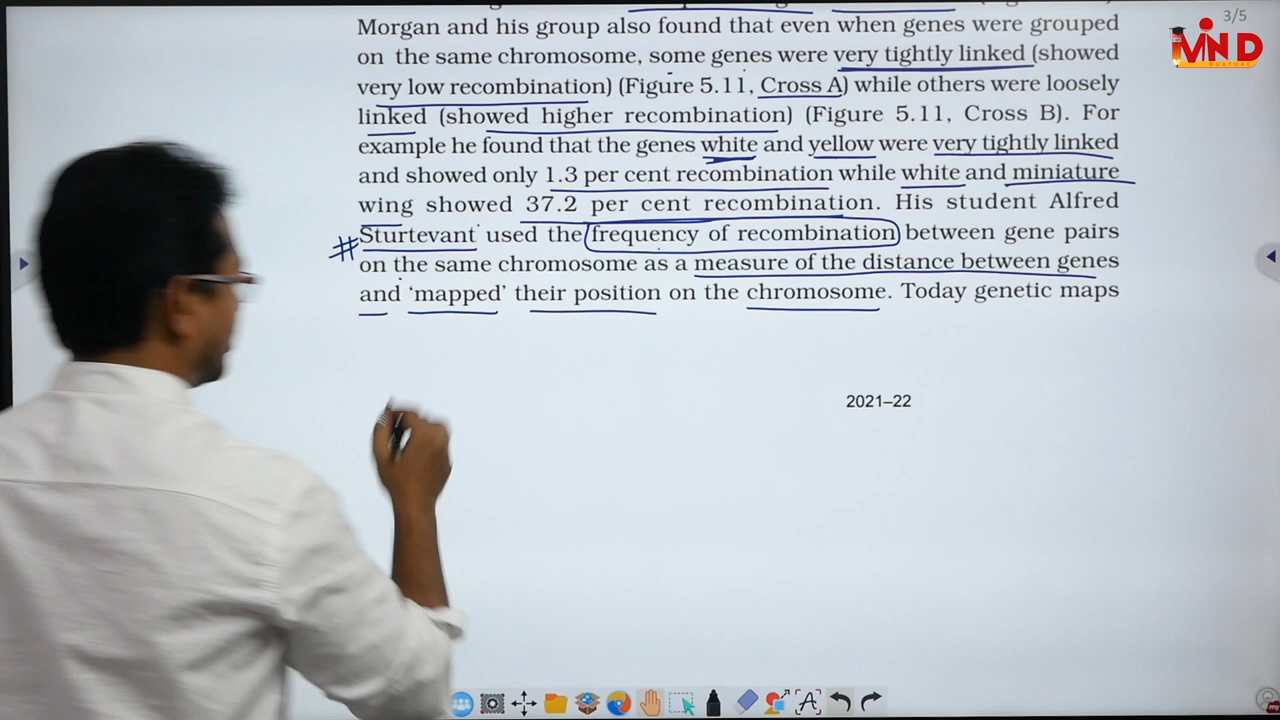 3/5
MIND
Morgan and his group also found that even when genes were grouped
on the same chromosome, some genes were very tightly linked (showed
very low recombination) (Figure 5.11, Cross A) while others were loosely
linked (showed higher recombination) (Figure 5.11, Cross B). For
example he found that the genes white and yellow were very tightly linked
and showed only 1.3 per cent recombination while white and miniature
wing showed 37.2 per cent recombination. His student Alfred
# Sturtevant used the frequency of recombination between gene pairs
on the same chromosome as a measure of the distance between genes
and ‘mapped’ their position on the chromosome. Today genetic maps
2021–22